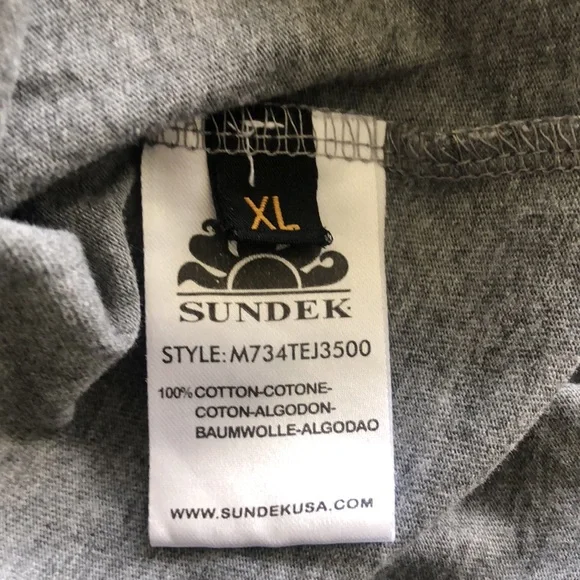 XL
SUNDEK
STYLE: M734TEJ3500
100% COTTON-COTONE-
COTON-ALGODON-
BAUMWOLLE-ALGODAO
WWW.SUNDEKUSA.COM